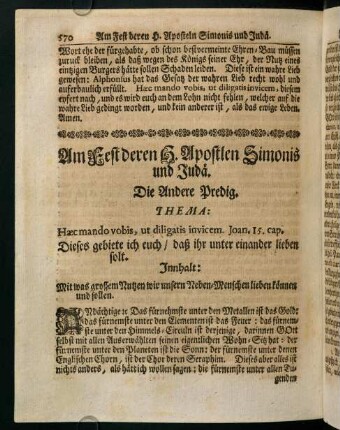 570 Am Fest deren H. Aposteln Simonis und Judä.
Wort ehe der fürgehabte, ob schon bestvermeinte Ehren-Bau müssen
zuruck bleiben, als daß wegen des Königs seiner Ehr, der Nutz eines
eintzigen Burgers hätte sollen Schaden leiden. Diese ist ein wahre Lieb
gewesen: Alphonsus hat das Gesatz der wahren Lieb recht wohl und
auferbaulich erfüllt. Hæc mando vobis, ut diligatis invicem, diesem
eyfert nach, und es wird euch an dem Lohn nicht fehlen, welcher auf die
wahre Lieb gedingt worden, und kein anderer ist, als das ewige Leben.
Amen.
Am Fest deren H. Apostlen Simonis
und Judä.
Die Andere Predig.
THEMA:
Hæc mando vobis, ut diligatis invicem. Joan. 15. cap.
Dieses gebiete ich euch / daß ihr unter einander lieben
solt.
Innhalt:
Mit was grossem Nutzen wir unsern Neben-Menschen lieben können
und sollen.
ANdächtige ꝛc Das fürnehmste unter den Metallen ist das Gold:
das fürnemste unter den Elementen ist das Feuer: das fürnem-
ste unter den Himmels-Circuln ist derjenige, darinnen GOtt
selbst mit allen Auserwählten seinen eigentlichen Wohn-Sitz hat: der
fürnemste unter den Planeten ist die Sonn: der fürnemste unter denen
Englischen Chören, ist der Chor deren Seraphim. Dieses aber alles ist
nichts anders, als hätt ich wollen sagen: die fürnemste unter allen Tu-
genden